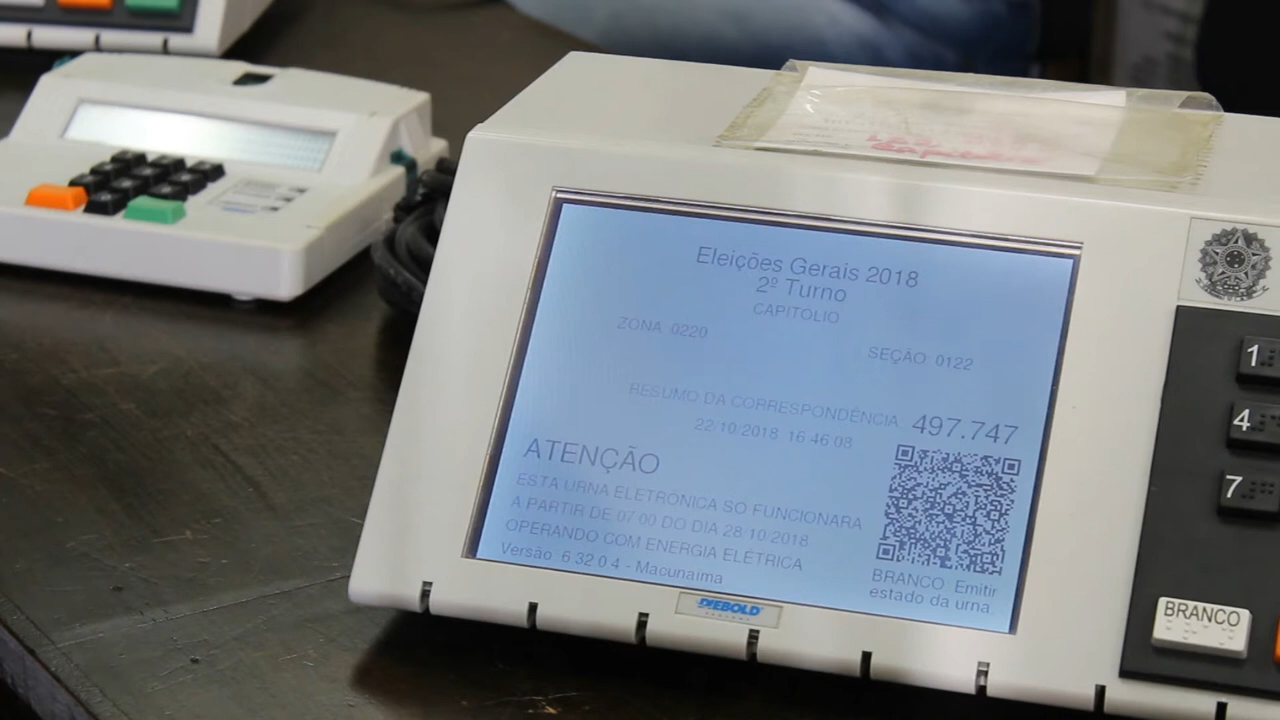 Eleições Gerais 2018
2º Turno
CAPITOLIO
ZONA 0220
SEÇÃO 0122
RESUMO DA CORRESPONDÊNCIA 497.747
22/10/2018 16:46:08
ATENÇÃO
ESTA URNA ELETRÔNICA SO FUNCIONARA
A PARTIR DE 07:00 DO DIA 28/10/2018
OPERANDO COM ENERGIA ELÉTRICA
Versão 6.32.0.4 - Macunaíma
BRANCO Emitir
estado da urna
DIEBOLD
1
4
7
BRANCO